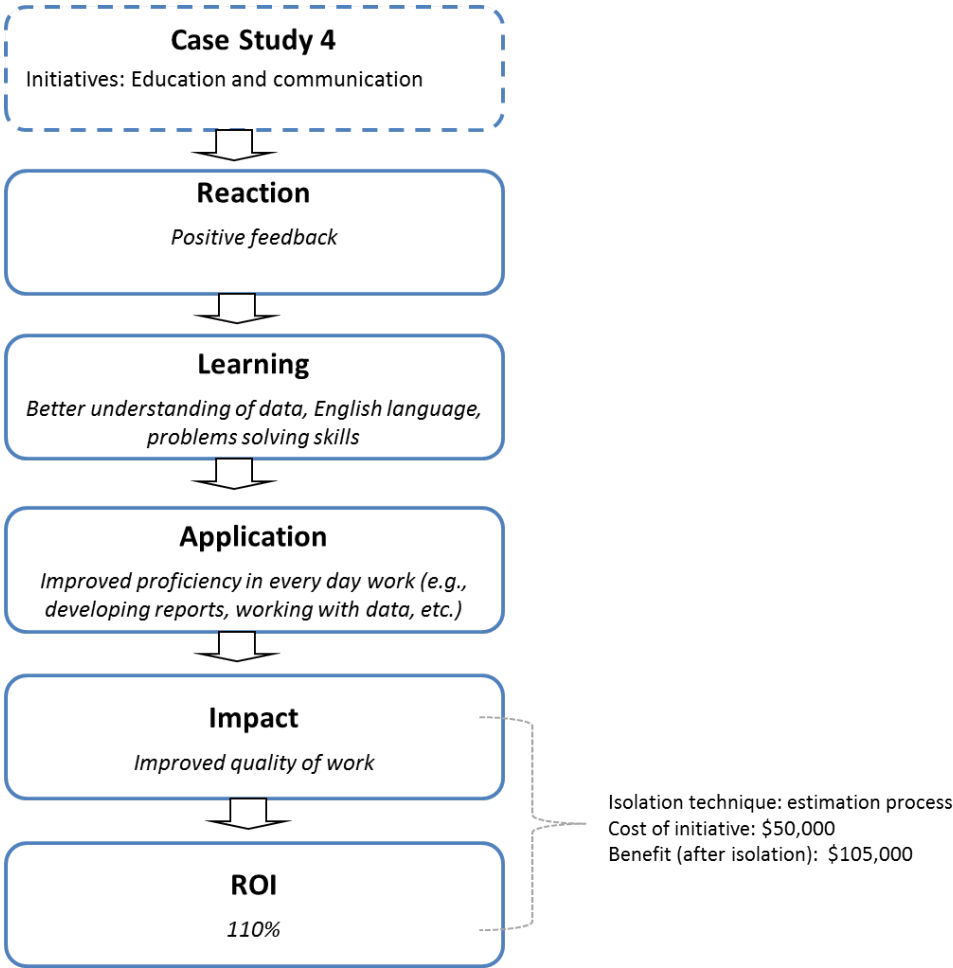 Case Study 4
Initiatives: Education and communication
Reaction
Positive feedback
Learning
Better understanding of data, English language,
problems solving skills
Application
Improved proficiency in every day work (e.g.,
developing reports, working with data, etc.)
Impact
Improved quality of work
Isolation technique: estimation process
Cost of initiative: $50,000
Benefit (after isolation):  $105,000
ROI
110%